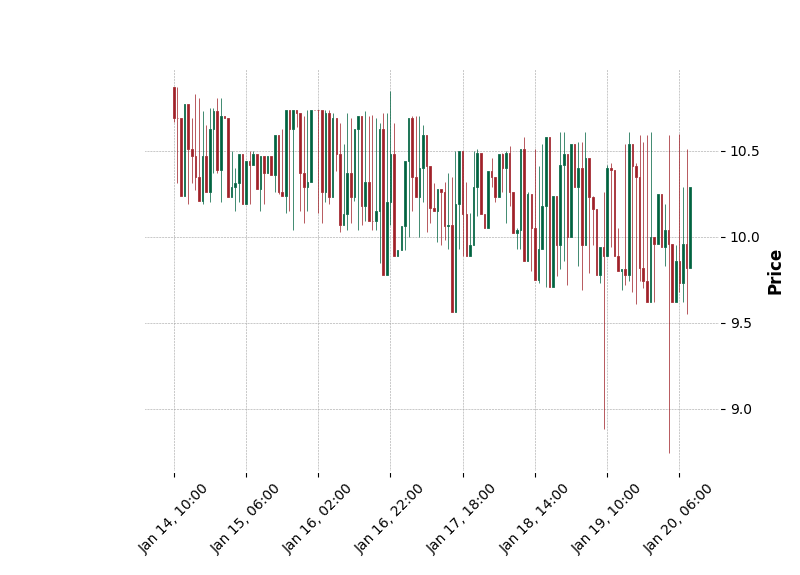 10.5
10.0
9.5
9.0
Price
Jan 14, 10:00
Jan 15, 06:00
Jan 16, 02:00
Jan 16, 22:00
Jan 17, 18:00
Jan 18, 14:00
Jan 19, 10:00
Jan 20, 06:00